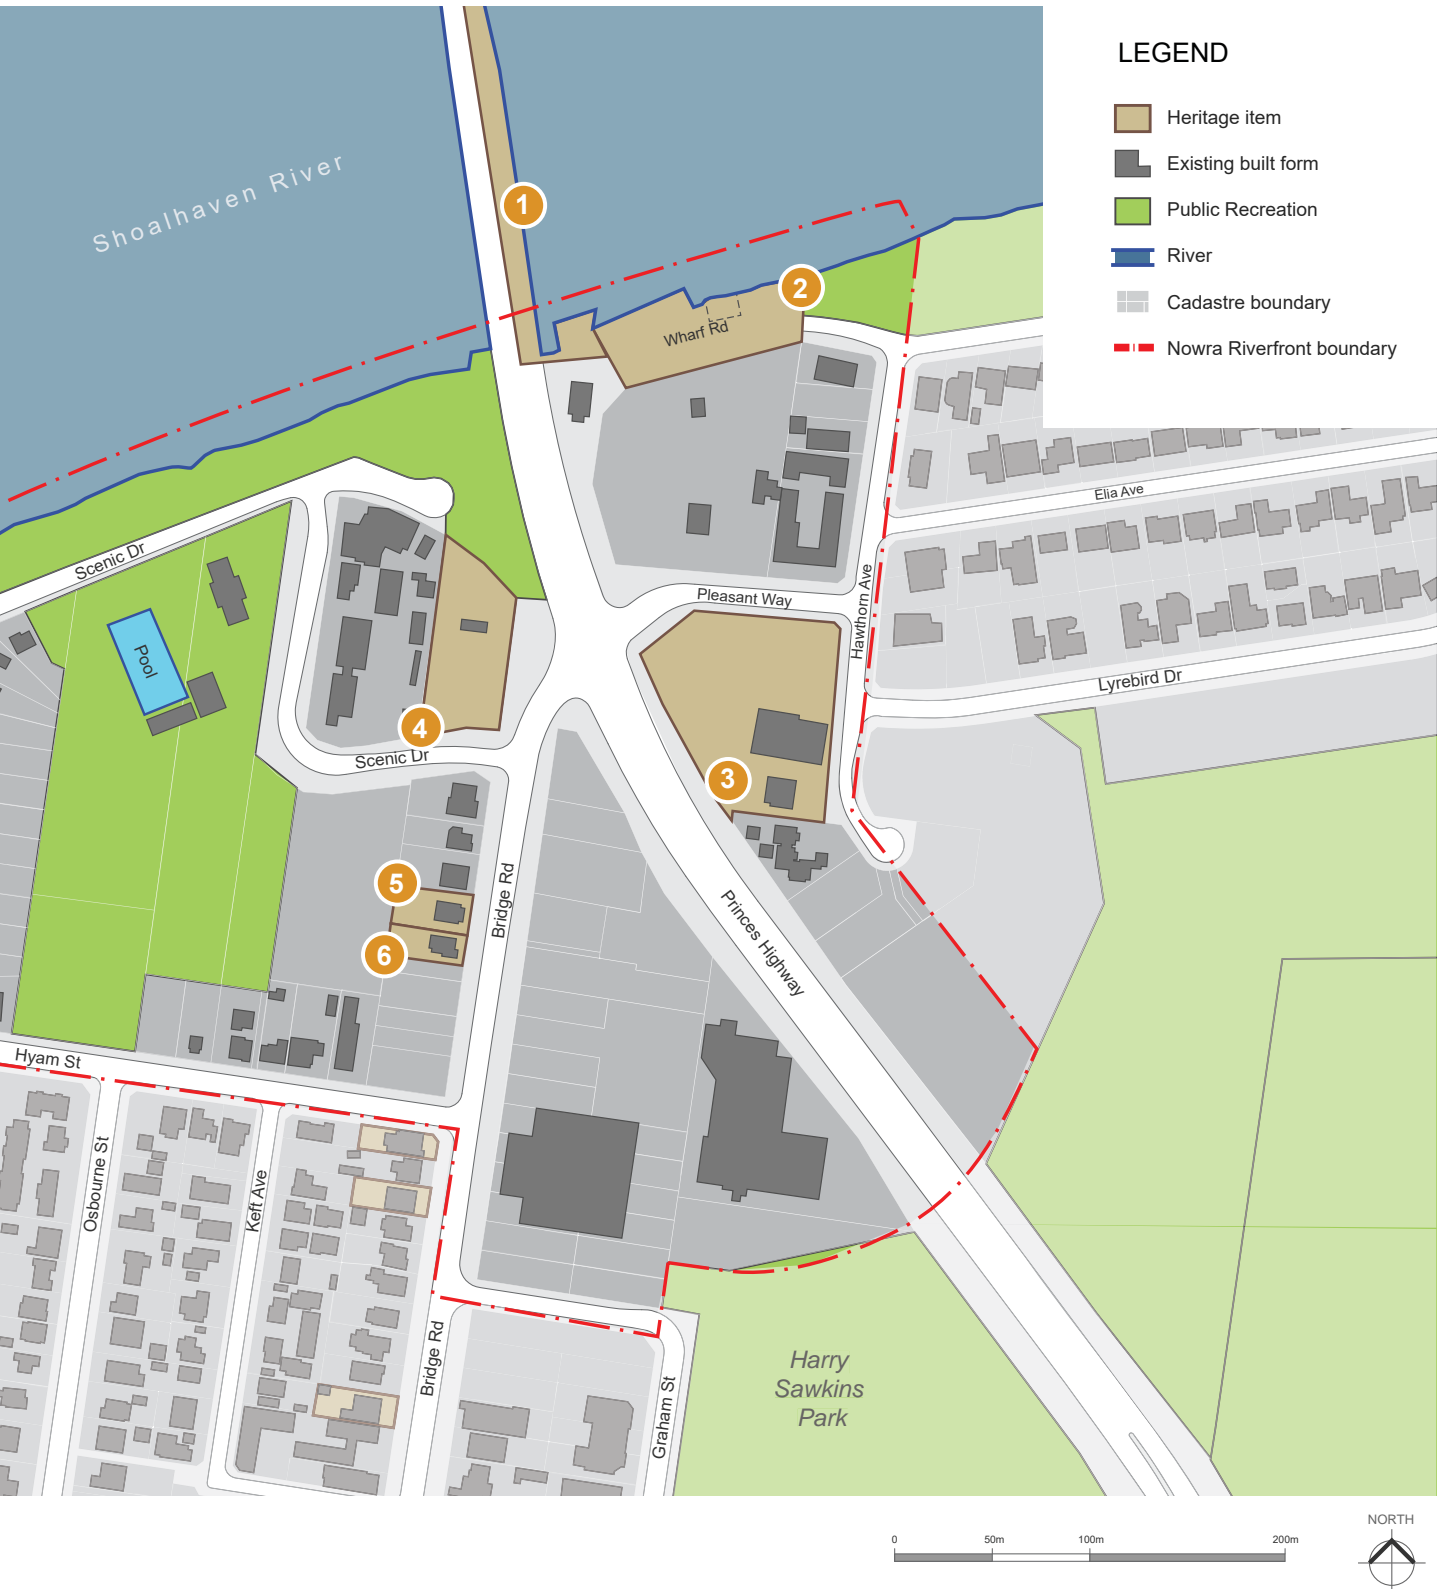 LEGEND
Heritage item
Existing built form
Public Recreation
River
Cadastre boundary
Nowra Riverfront boundary
Shoalhaven River
1
2
Wharf Rd
Elia Ave
Scenic Dr
Pleasant Way
Hawthorn Ave
Pool
Lyrebird Dr
4
Scenic Dr
3
5
Bridge Rd
6
Princes Highway
Hyam St
Osbourne St
Keft Ave
Bridge Rd
Graham St
Harry
Sawkins
Park
0 50m 100m 200m
NORTH